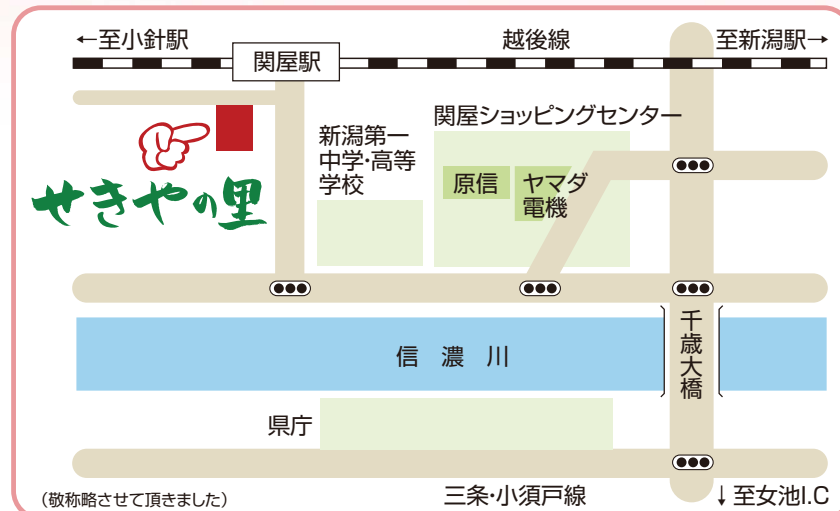 ←至小針駅
越後線
至新潟駅→
関屋駅
関屋ショッピングセンター
新潟第一
中学・高等
学校
原信
ヤマダ
電機
せきやの里
信 濃 川
千歳大橋
県庁
三条・小須戸線
↓至女池I.C
(敬称略させて頂きました)